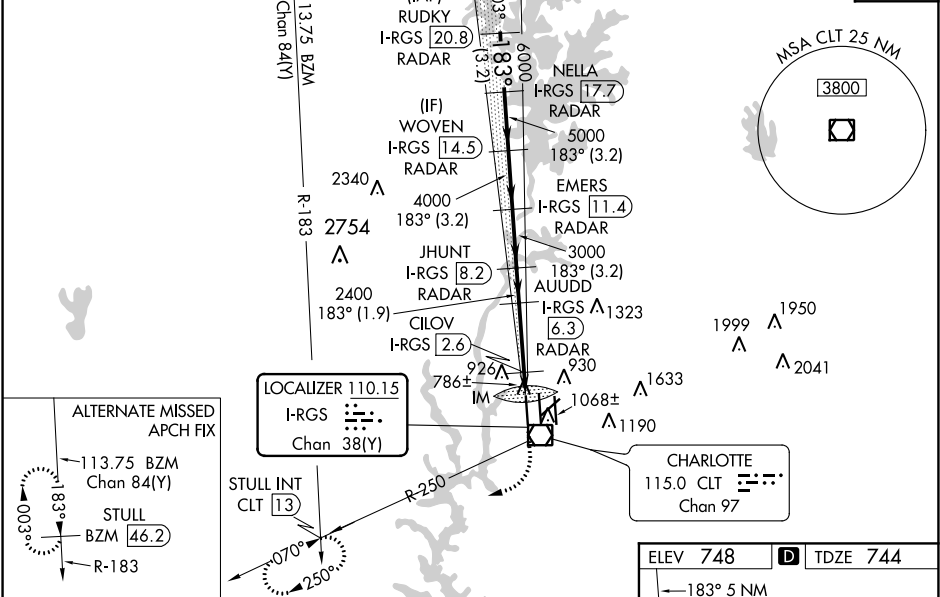 (IAF)
RUDKY
I-RGS 20.8
RADAR
113.75 BZM
Chan 84(Y)
R-183
03°
183°
6000
(3.2)
NELLA
I-RGS 17.7
RADAR
5000
183° (3.2)
(IF)
WOVEN
I-RGS 14.5
RADAR
4000
183° (3.2)
EMERS
I-RGS 11.4
RADAR
3000
183° (3.2)
JHUNT
I-RGS 8.2
RADAR
2400
183° (1.9)
AUUDD
I-RGS
6.3
RADAR
CILOV
I-RGS 2.6
2340
2754
1323
926
930
786±
IM
1068±
1633
1190
1999
1950
2041
MSA CLT 25 NM
3800
LOCALIZER 110.15
I-RGS
Chan 38(Y)
CHARLOTTE
115.0 CLT
Chan 97
R-250
STULL INT
CLT 13
070°
250°
ALTERNATE MISSED
APCH FIX
113.75 BZM
Chan 84(Y)
183°
003°
STULL
BZM 46.2
R-183
ELEV 748
D
TDZE 744
183° 5 NM